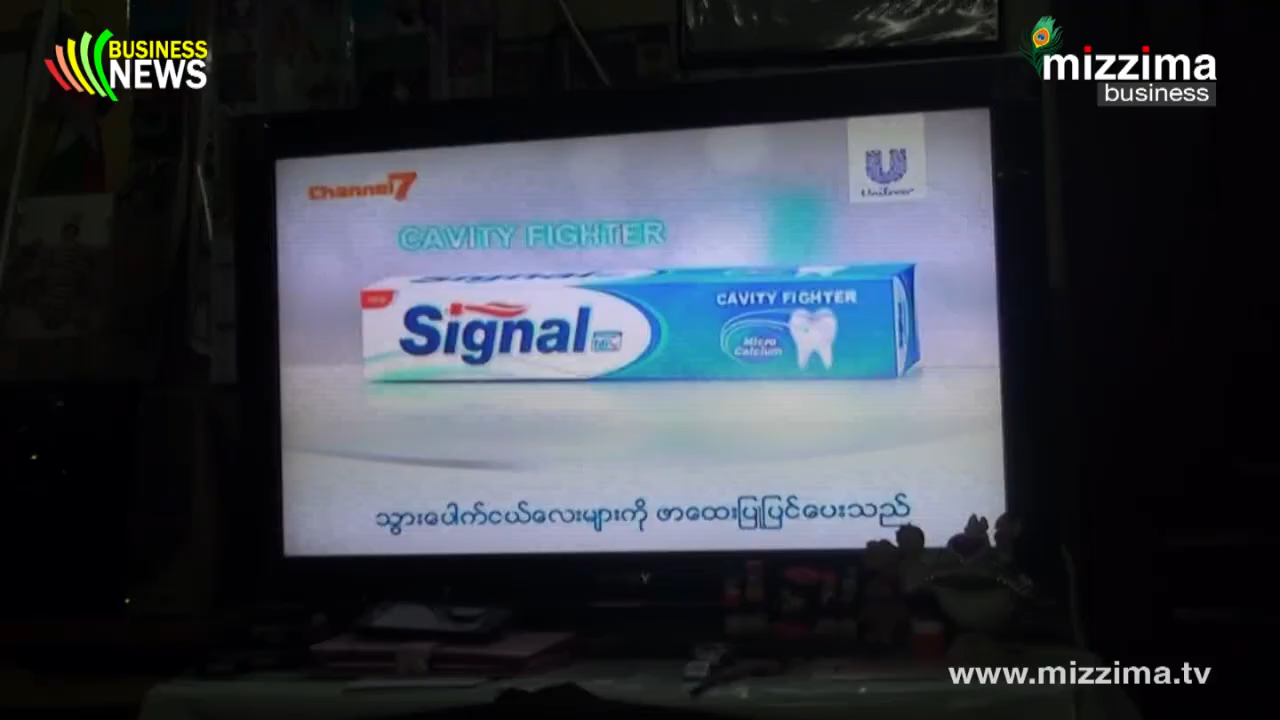 BUSINESS
NEWS
mizzima
business
Channel7
Unilever
CAVITY FIGHTER
Signal
CAVITY FIGHTER
Micro
Calcium
သွားပေါက်ငယ်လေးများကို ဖာထေးပြုပြင်ပေးသည်
www.mizzima.tv